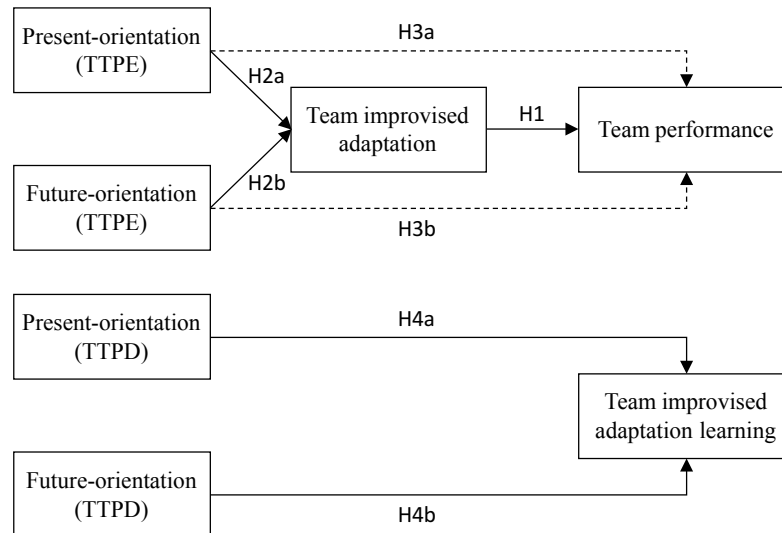 Present-orientation
(TTPE)
H3a
H2a
Team improvised
adaptation
H1
Team performance
Future-orientation
(TTPE)
H2b
H3b
Present-orientation
(TTPD)
H4a
Team improvised
adaptation learning
Future-orientation
(TTPD)
H4b